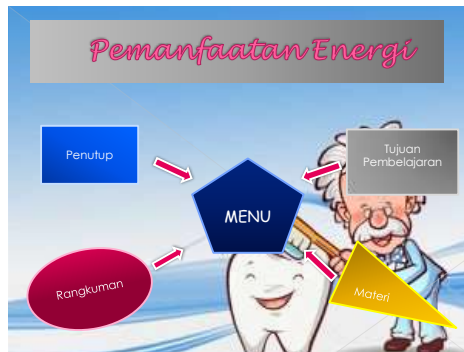 Pemanfaatan Energi
Penutup
Tujuan
Pembelajaran
MENU
Rangkuman
Materi